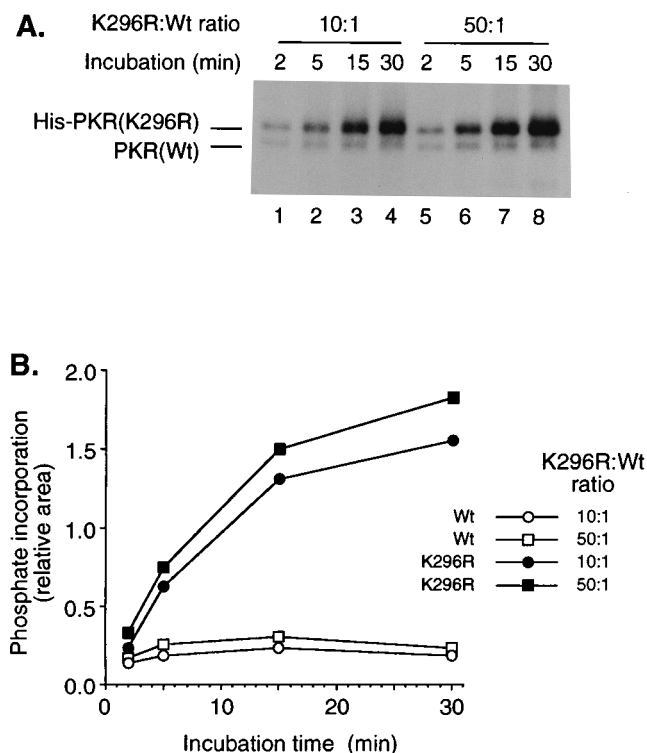 A.
K296R:Wt ratio 10:1 50:1
Incubation (min) 2 5 15 30 2 5 15 30
His-PKR(K296R)
PKR(Wt)
1 2 3 4 5 6 7 8
B.
Phosphate incorporation
(relative area)
2.0
1.5
1.0
0.5
0.0
0 10 20 30
Incubation time (min)
K296R:Wt
ratio
Wt 10:1
Wt 50:1
K296R 10:1
K296R 50:1